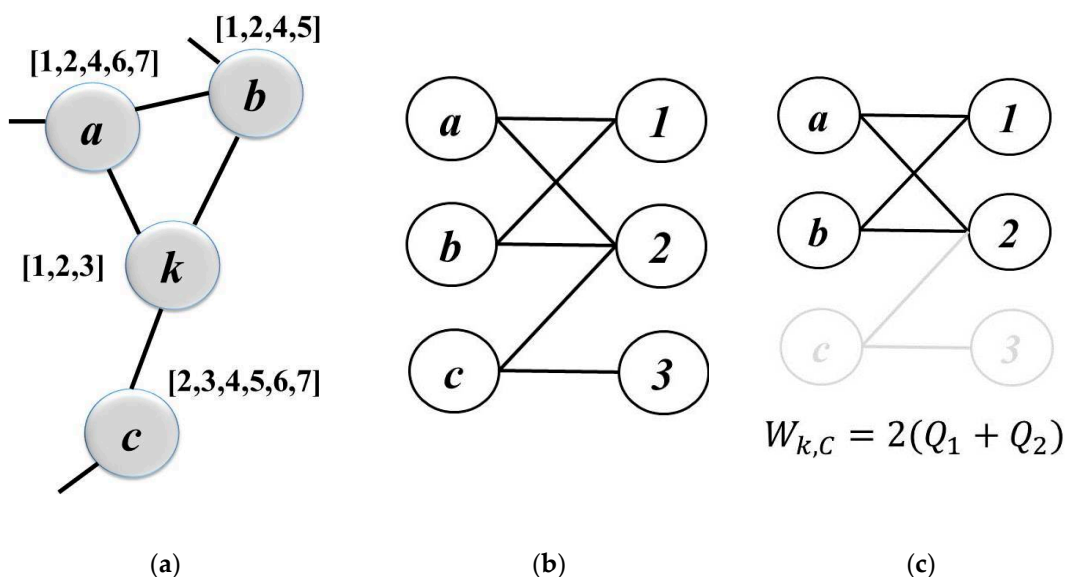 [1,2,4,5]
[1,2,4,6,7]
b
a
[1,2,3]
k
[2,3,4,5,6,7]
c
(a)
a 1
b 2
c 3
(b)
a 1
b 2
c 3
W_{k,C} = 2(Q_1 + Q_2)
(c)